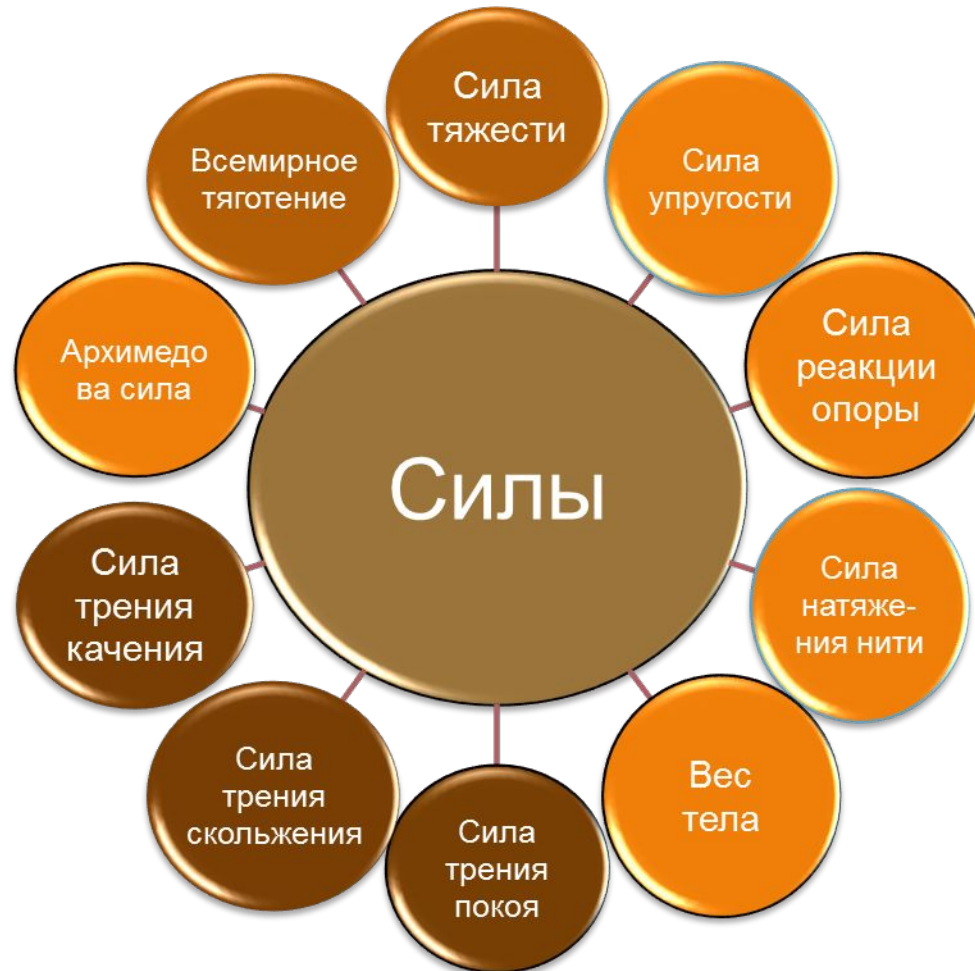 Силы
Сила
тяжести
Сила
упругости
Сила
реакции
опоры
Сила
натяже-
ния нити
Вес
тела
Сила
трения
покоя
Сила
трения
скольжения
Сила
трения
качения
Архимедо
ва сила
Всемирное
тяготение